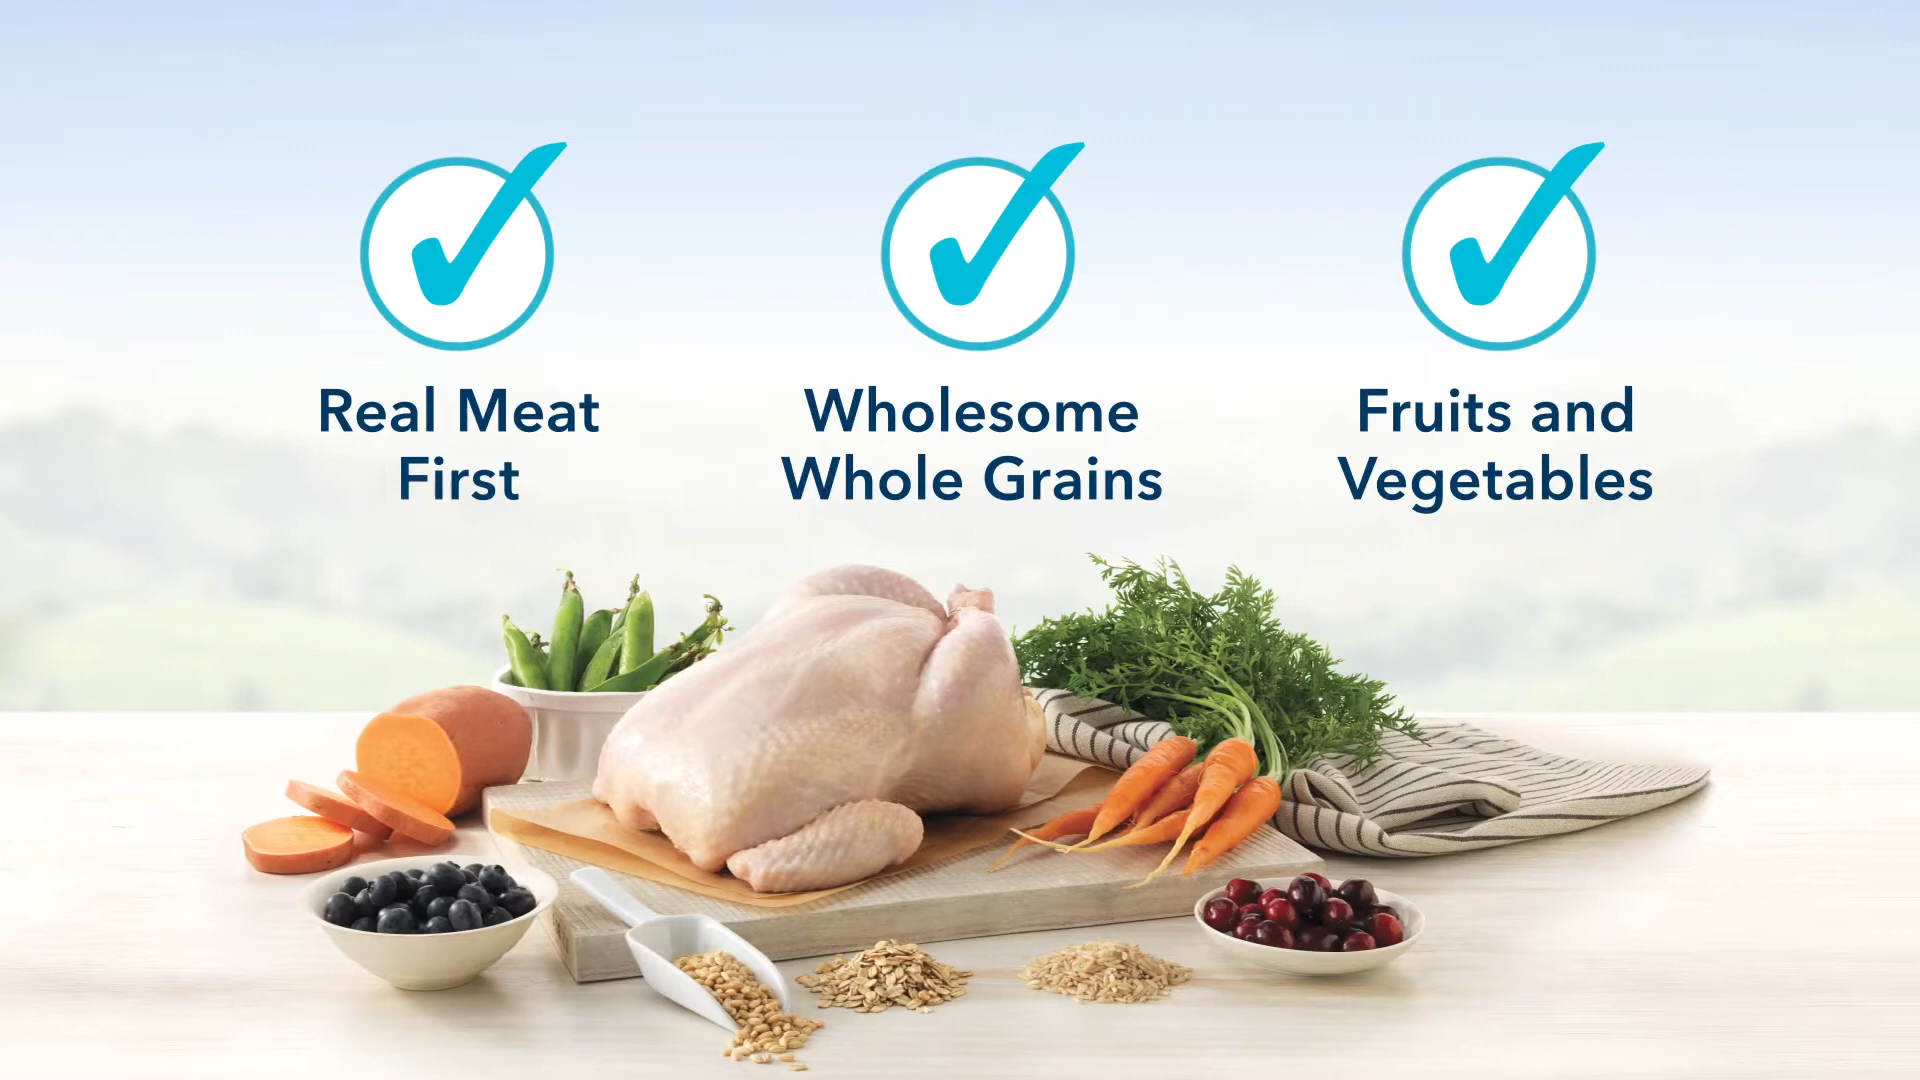 Real Meat
First
Wholesome
Whole Grains
Fruits and
Vegetables